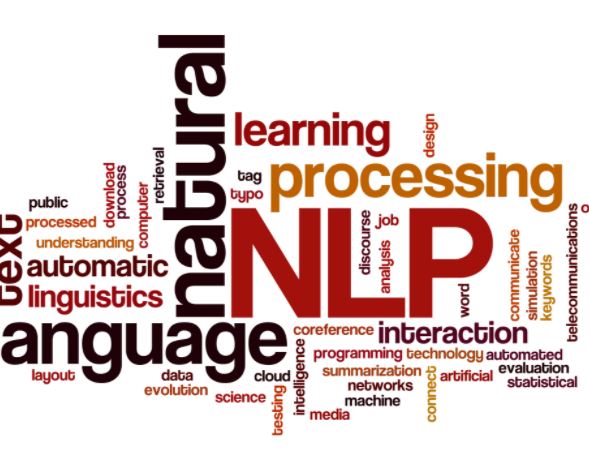 natural
learning
design
processing
tag
typo
retrieval
download
process
computer
public
processed
understanding
text
automatic
linguistics
NLP
discourse
job
analysis
word
communicate
simulation
keywords
telecommunications
anguage
coreference
interaction
programming
technology
automated
layout
data
cloud
intelligence
summarization
evaluation
evolution
networks
artificial
statistical
science
testing
machine
connect
media